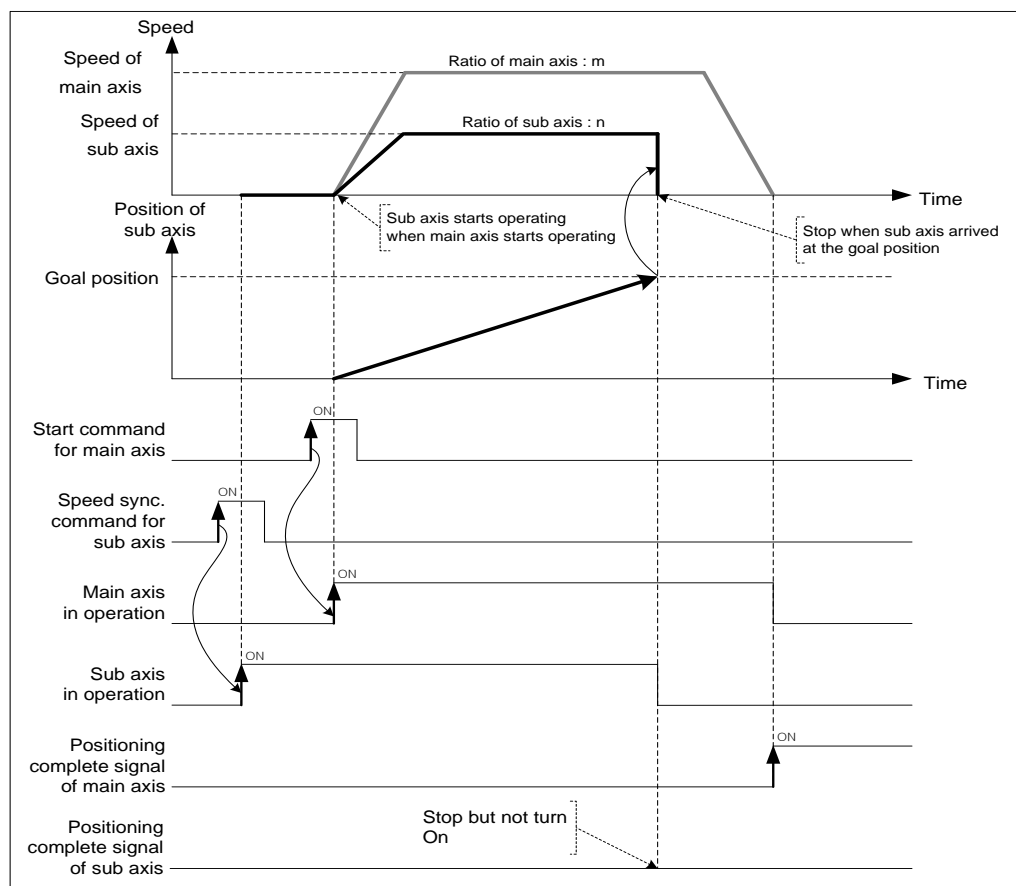 Speed
Speed of
main axis
Ratio of main axis : m
Speed of
sub axis
Ratio of sub axis : n
Time
Position of
sub axis
Sub axis starts operating
when main axis starts operating
Stop when sub axis arrived
at the goal position
Goal position
Time
ON
Start command
for main axis
ON
Speed sync.
command for
sub axis
ON
Main axis
in operation
ON
Sub axis
in operation
ON
Positioning
complete signal
of main axis
Stop but not turn
On
Positioning
complete signal
of sub axis